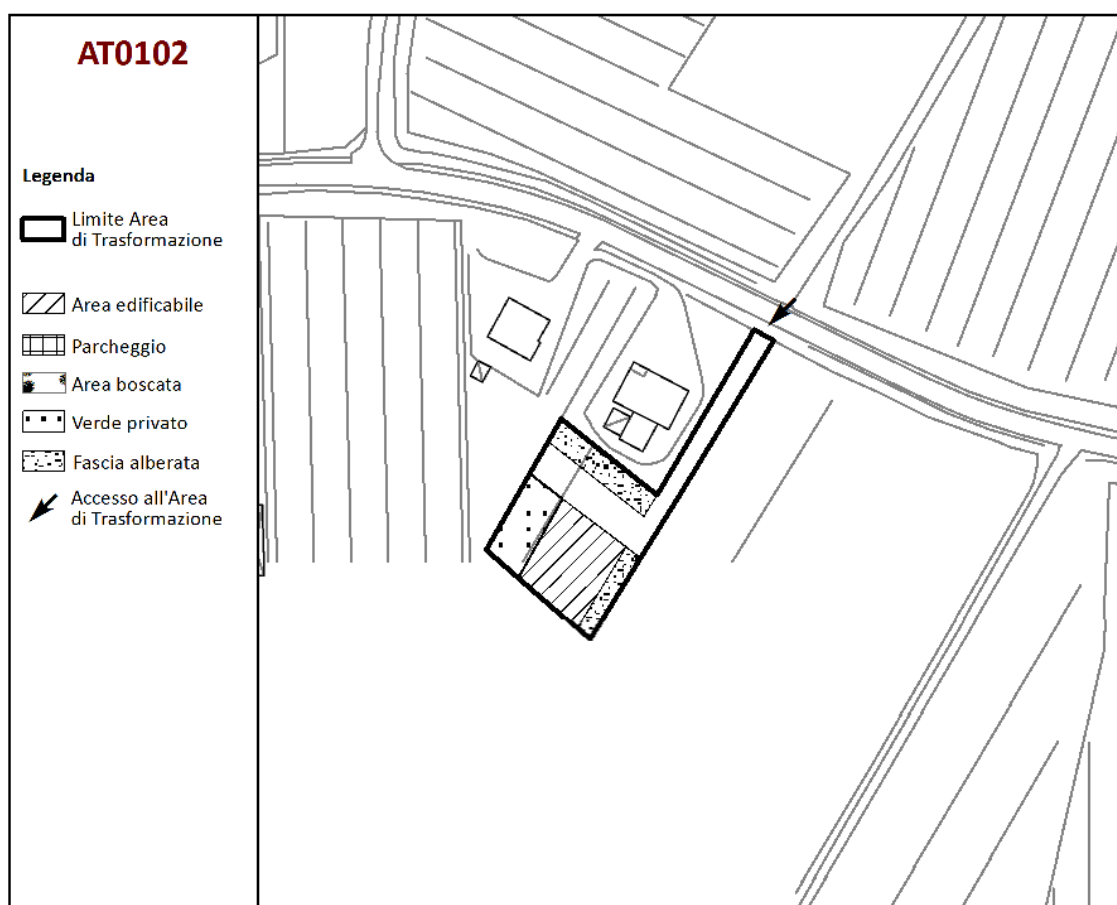 AT0102
Legenda
Limite Area
di Trasformazione
Area edificabile
Parcheggio
Area boscata
Verde privato
Fascia alberata
Accesso all'Area
di Trasformazione